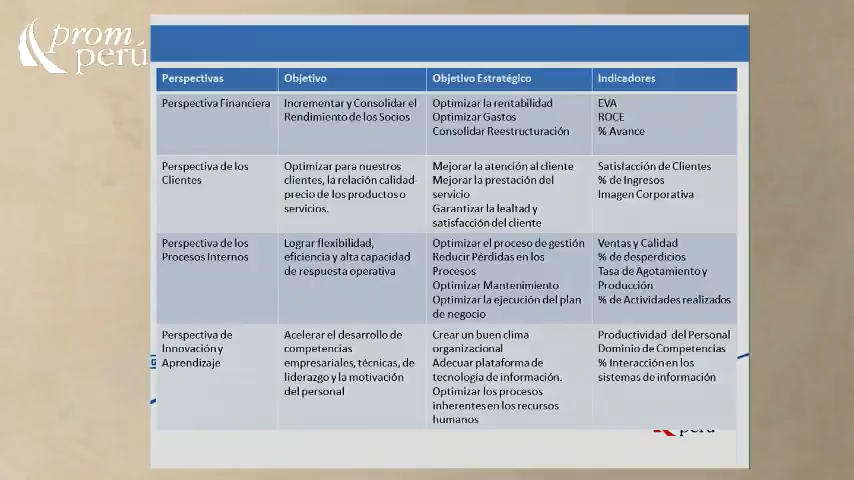 prom
perú
Perspectivas Objetivo Objetivo Estratégico Indicadores
Perspectiva Financiera
Incrementar y Consolidar el
Rendimiento de los Socios
Optimizar la rentabilidad
Optimizar Gastos
Consolidar Reestructuración
EVA
ROCE
% Avance
Perspectiva de los
Clientes
Optimizar para nuestros
clientes, la relación calidad-
precio de los productos o
servicios.
Mejorar la atención al cliente
Mejorar la prestación del
servicio
Garantizar la lealtad y
satisfacción del cliente
Satisfacción de Clientes
% de Ingresos
Imagen Corporativa
Perspectiva de los
Procesos Internos
Lograr flexibilidad,
eficiencia y alta capacidad
de respuesta operativa
Optimizar el proceso de gestión
Reducir Pérdidas en los
Procesos
Optimizar Mantenimiento
Optimizar la ejecución del plan
de negocio
Ventas y Calidad
% de desperdicios
Tasa de Agotamiento y
Producción
% de Actividades realizados
Perspectiva de
Innovación y
Aprendizaje
Acelerar el desarrollo de
competencias
empresariales, técnicas, de
liderazgo y la motivación
del personal
Crear un buen clima
organizacional
Adecuar plataforma de
tecnología de información.
Optimizar los procesos
inherentes en los recursos
humanos
Productividad del Personal
Dominio de Competencias
% Interacción en los
sistemas de información
perú